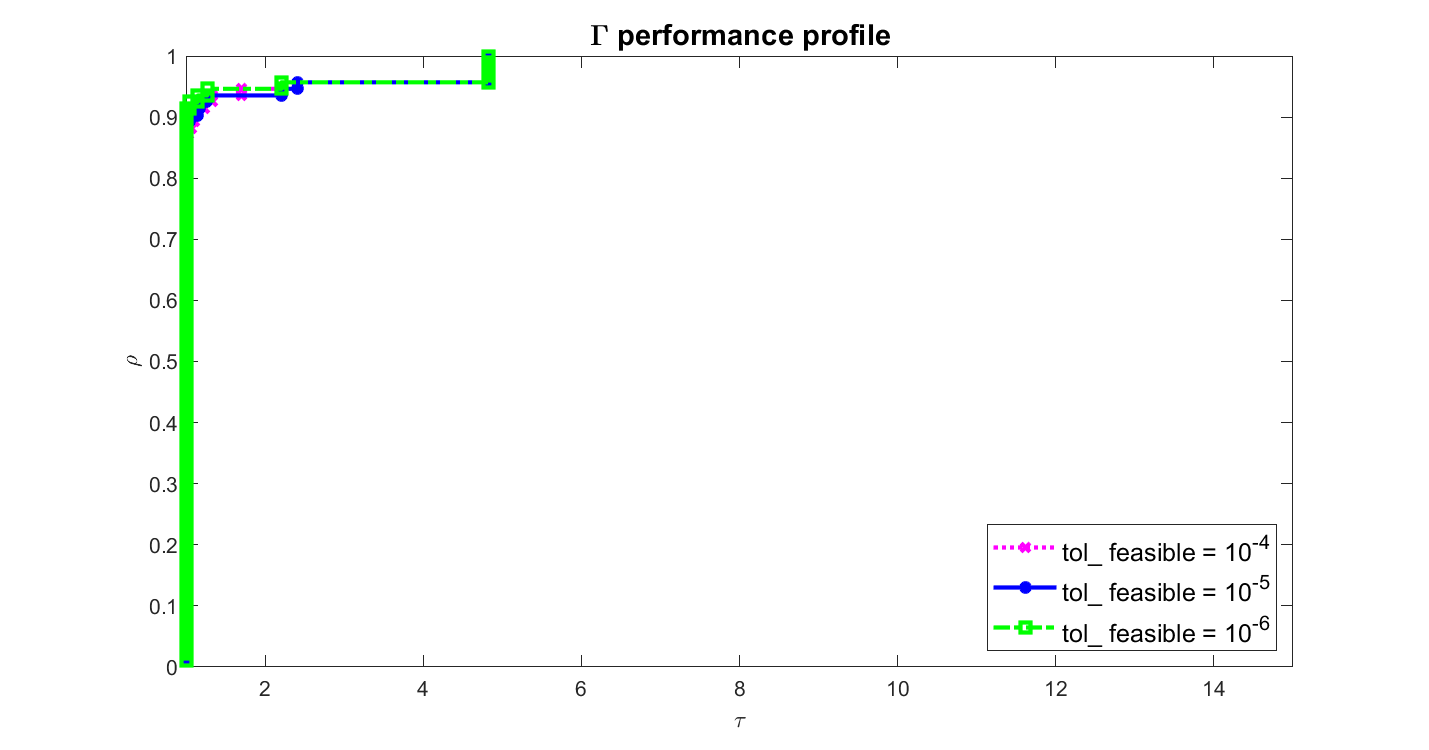 Γ performance profile
1
0.9
0.8
0.7
0.6
0.5
0.4
0.3
0.2
0.1
0
ρ
2 4 6 8 10 12 14
τ
tol_ feasible = 10^-4
tol_ feasible = 10^-5
tol_ feasible = 10^-6